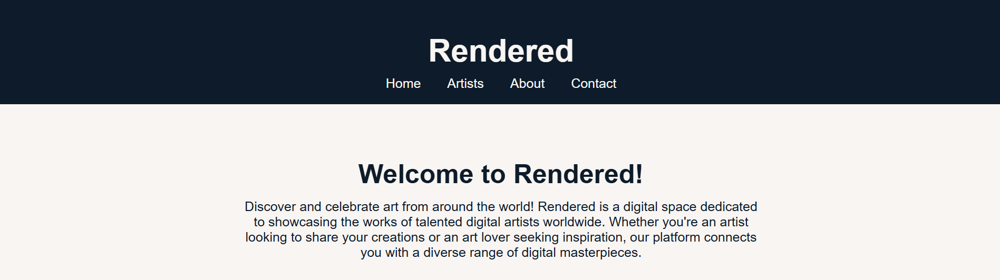 Rendered
Home Artists About Contact
Welcome to Rendered!
Discover and celebrate art from around the world! Rendered is a digital space dedicated
to showcasing the works of talented digital artists worldwide. Whether you're an artist
looking to share your creations or an art lover seeking inspiration, our platform connects
you with a diverse range of digital masterpieces.